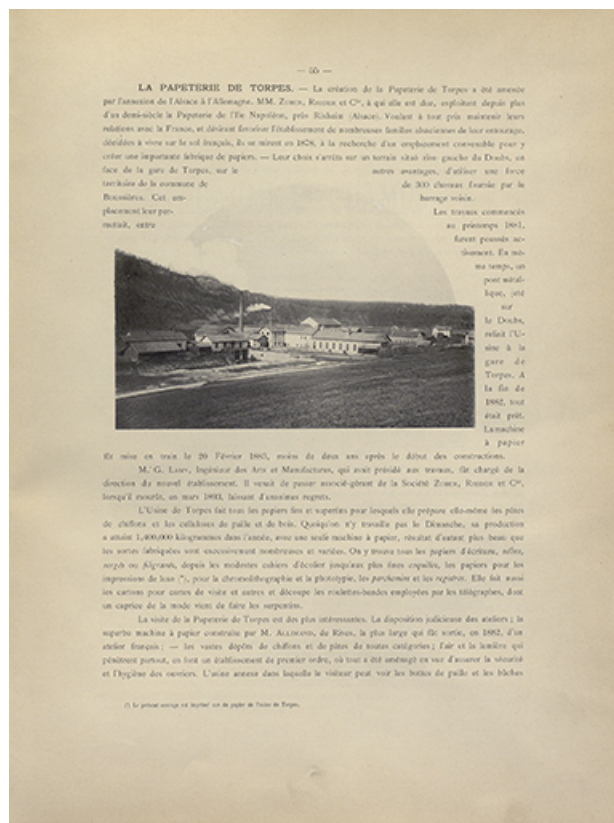 — 55 —
LA PAPETERIE DE TORPES. — La création de la Papeterie de Torpes a été amenée
par l'annexion de l'Alsace à l'Allemagne. MM. ZUBER, RIEDER et Cie, à qui elle est due, exploitent depuis plus
d'un demi-siècle la Papeterie de l'Ile Napoléon, près Rixheim (Alsace). Voulant à tout prix maintenir leurs
relations avec la France, et désirant favoriser l'établissement de nombreuses familles alsaciennes de leur entourage,
décidées à vivre sur le sol français, ils se mirent en 1878, à la recherche d'un emplacement convenable pour y
créer une importante fabrique de papiers. — Leur choix s'arrêta sur un terrain situé rive gauche du Doubs, en
face de la gare de Torpes, sur le
territoire de la commune de
Boussières. Cet em-
placement leur per-
mettait, entre
autres avantages, d'utiliser une force
de 300 chevaux fournie par le
barrage voisin.
Les travaux commencés
au printemps 1881,
furent poussés ac-
tivement. En mê-
me temps, un
pont métal-
lique, jeté
sur
le Doubs,
reliait l'U-
sine à la
gare de
Torpes. A
la fin de
1882, tout
était prêt.
La machine
à papier
fût mise en train le 20 Février 1883, moins de deux ans après le début des constructions.
M. G. LAMY, Ingénieur des Arts et Manufactures, qui avait présidé aux travaux, fût chargé de la
direction du nouvel établissement. Il venait de passer associé-gérant de la Société ZUBER, RIEDER et Cie,
lorsqu'il mourût, en mars 1893, laissant d'unanimes regrets.
L'Usine de Torpes fait tous les papiers fins et superfins pour lesquels elle prépare elle-même les pâtes
de chiffons et les celluloses de paille et de bois. Quoiqu'on n'y travaille pas le Dimanche, sa production
a atteint 1,400,000 kilogrammes dans l'année, avec une seule machine à papier, résultat d'autant plus beau que
les sortes fabriquées sont excessivement nombreuses et variées. On y trouve tous les papiers d'écriture, vélins,
vergés ou filigranés, depuis les modestes cahiers d'écolier jusqu'aux plus fines coquilles, les papiers pour les
impressions de luxe (*), pour la chromolithographie et la phototypie, les parchemins et les registres. Elle fait aussi
les cartons pour cartes de visite et autres et découpe les roulettes-bandes employées par les télégraphes, dont
un caprice de la mode vient de faire les serpentins.
La visite de la Papeterie de Torpes est des plus intéressantes. La disposition judicieuse des ateliers ; la
superbe machine à papier construite par M. ALLIMAND, de Rives, la plus large qui fût sortie, en 1882, d'un
atelier français ; — les vastes dépôts de chiffons et de pâtes de toutes catégories ; l'air et la lumière qui
pénètrent partout, en font un établissement de premier ordre, où tout a été aménagé en vue d'assurer la sécurité
et l'hygiène des ouvriers. L'usine annexe dans laquelle le visiteur peut voir les bottes de paille et les bûches
(*) Le présent ouvrage est imprimé sur du papier de l'usine de Torpes.